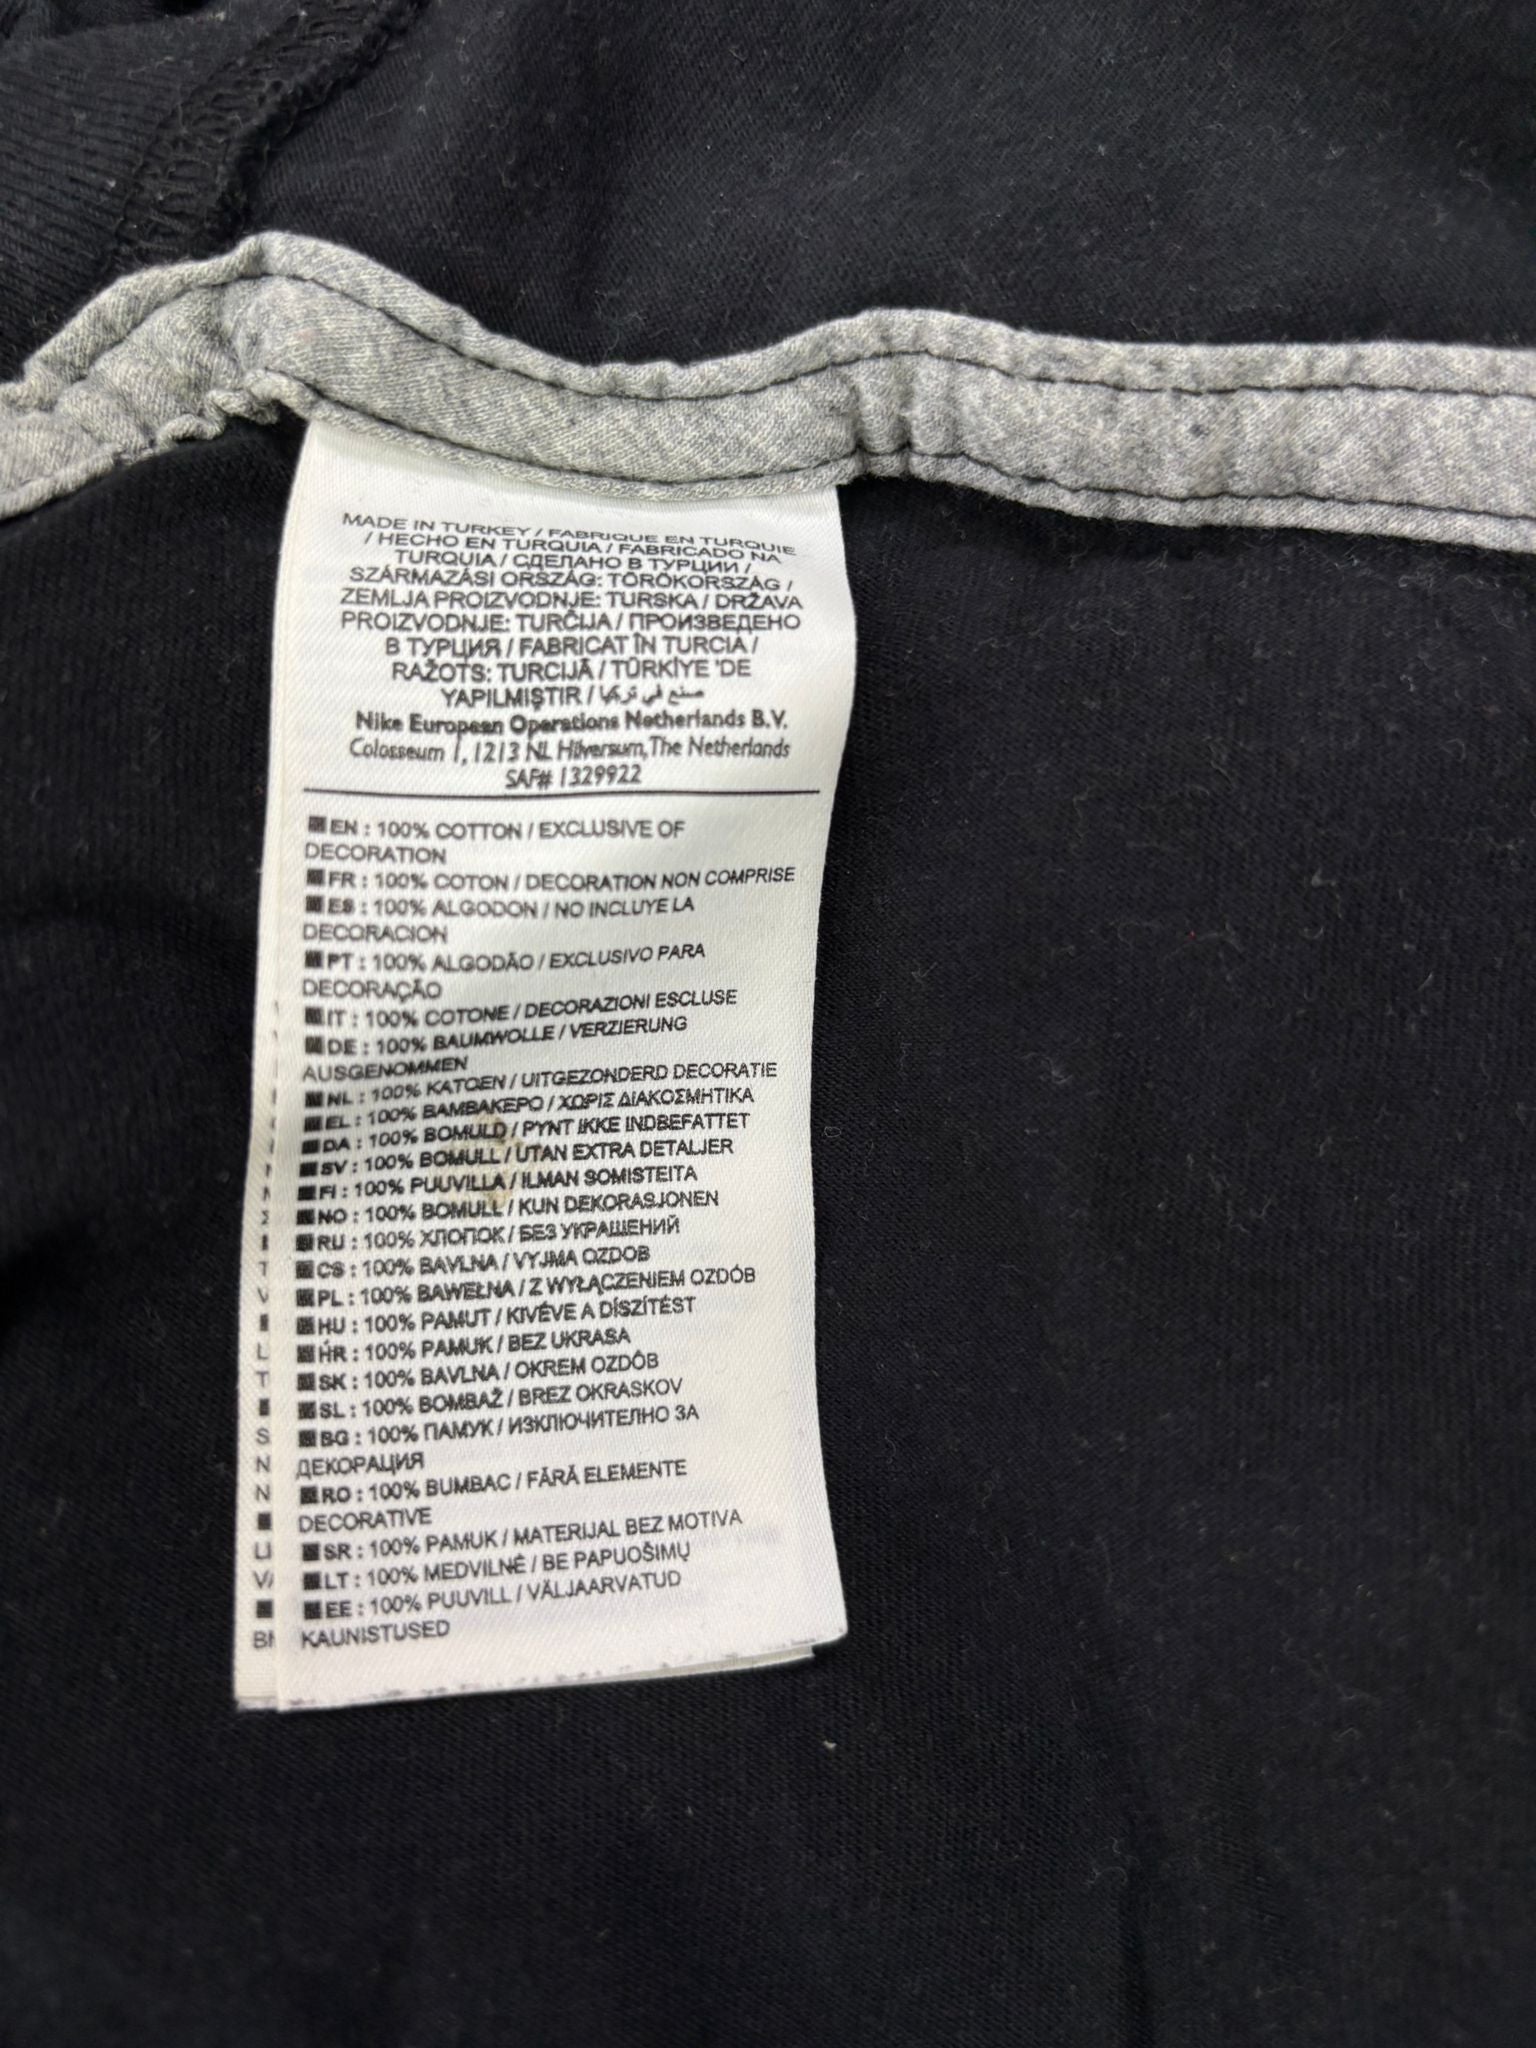 MADE IN TURKEY / FABRIQUE EN TURQUIE
/ HECHO EN TURQUIA / FABRICADO NA
TURQUIA / СДЕЛАНО В ТУРЦИИ /
SZÁRMAZÁSI ORSZÁG: TÖRÖKORSZÁG /
ZEMLJA PROIZVODNJE: TURSKA / DRŽAVA
PROIZVODNJE: TURČIJA / ПРОИЗВЕДЕНО
В ТУРЦИЯ / FABRICAT ÎN TURCIA /
RAŽOTS: TURCIJĀ / TÜRKİYE 'DE
YAPILMIŞTIR / صنع في تركيا
Nike European Operations Netherlands B.V.
Colosseum 1, 1213 NL Hilversum, The Netherlands
SAF# 1329922
EN : 100% COTTON / EXCLUSIVE OF
DECORATION
FR : 100% COTON / DECORATION NON COMPRISE
ES : 100% ALGODON / NO INCLUYE LA
DECORACION
PT : 100% ALGODÃO / EXCLUSIVO PARA
DECORAÇÃO
IT : 100% COTONE / DECORAZIONI ESCLUSE
DE : 100% BAUMWOLLE / VERZIERUNG
AUSGENOMMEN
NL : 100% KATOEN / UITGEZONDERD DECORATIE
EL : 100% ΒΑΜΒΑΚΕΡΟ / ΧΩΡΙΣ ΔΙΑΚΟΣΜΗΤΙΚΑ
DA : 100% BOMULD / PYNT IKKE INDBEFATTET
SV : 100% BOMULL / UTAN EXTRA DETALJER
FI : 100% PUUVILLA / ILMAN SOMISTEITA
NO : 100% BOMULL / KUN DEKORASJONEN
RU : 100% ХЛОПОК / БЕЗ УКРАШЕНИЙ
CS : 100% BAVLNA / VYJMA OZDOB
PL : 100% BAWEŁNA / Z WYŁĄCZENIEM OZDÓB
HU : 100% PAMUT / KIVÉVE A DÍSZÍTÉST
HR : 100% PAMUK / BEZ UKRASA
SK : 100% BAVLNA / OKREM OZDÔB
SL : 100% BOMBAŽ / BREZ OKRASKOV
BG : 100% ПАМУК / ИЗКЛЮЧИТЕЛНО ЗА
ДЕКОРАЦИЯ
RO : 100% BUMBAC / FĂRĂ ELEMENTE
DECORATIVE
SR : 100% PAMUK / MATERIJAL BEZ MOTIVA
LT : 100% MEDVILNĖ / BE PAPUOŠIMŲ
EE : 100% PUUVILL / VÄLJAARVATUD
KAUNISTUSED